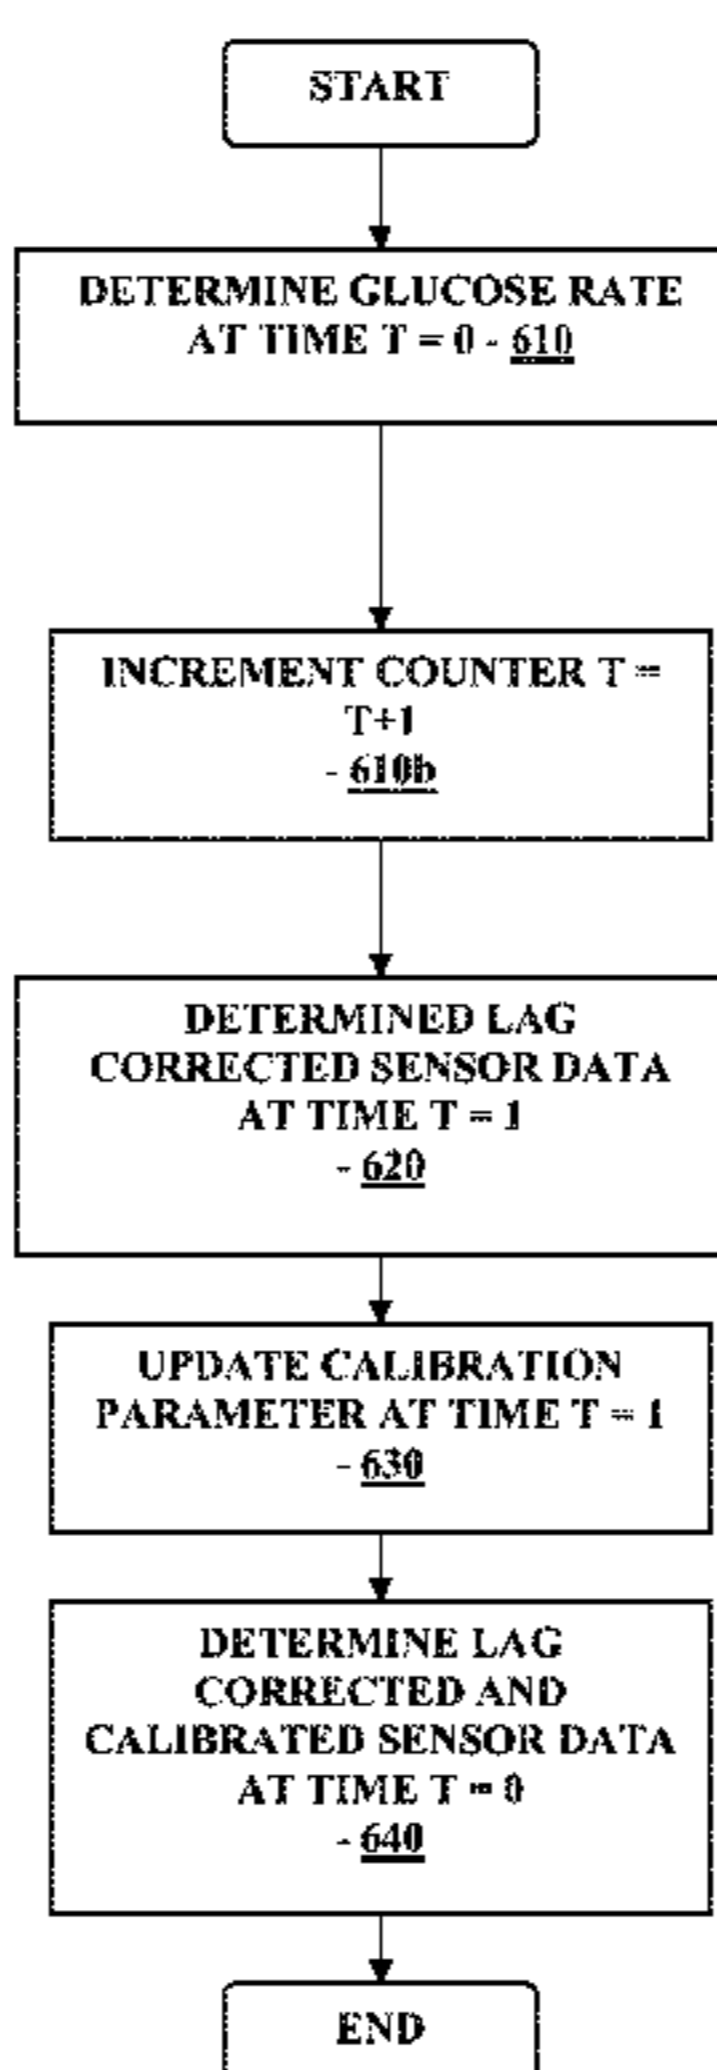 START
DETERMINE GLUCOSE RATE
AT TIME T = 0 - 610
INCREMENT COUNTER T =
T+1
- 610b
DETERMINED LAG
CORRECTED SENSOR DATA
AT TIME T = 1
- 620
UPDATE CALIBRATION
PARAMETER AT TIME T = 1
- 630
DETERMINE LAG
CORRECTED AND
CALIBRATED SENSOR DATA
AT TIME T = 0
- 640
END